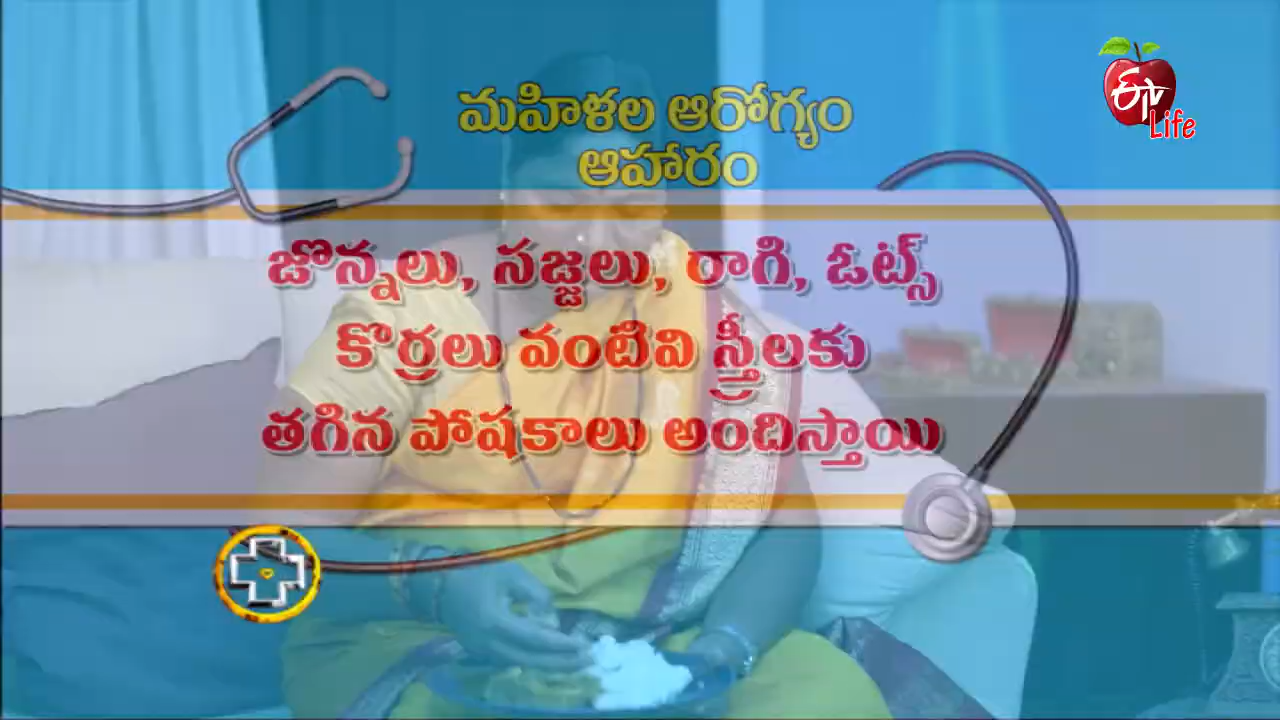 మహిళల ఆరోగ్యం
ఆహారం
జొన్నలు, సజ్జలు, రాగి, ఓట్స్
కొర్రలు వంటివి స్త్రీలకు
తగిన పోషకాలు అందిస్తాయి
ETV
Life